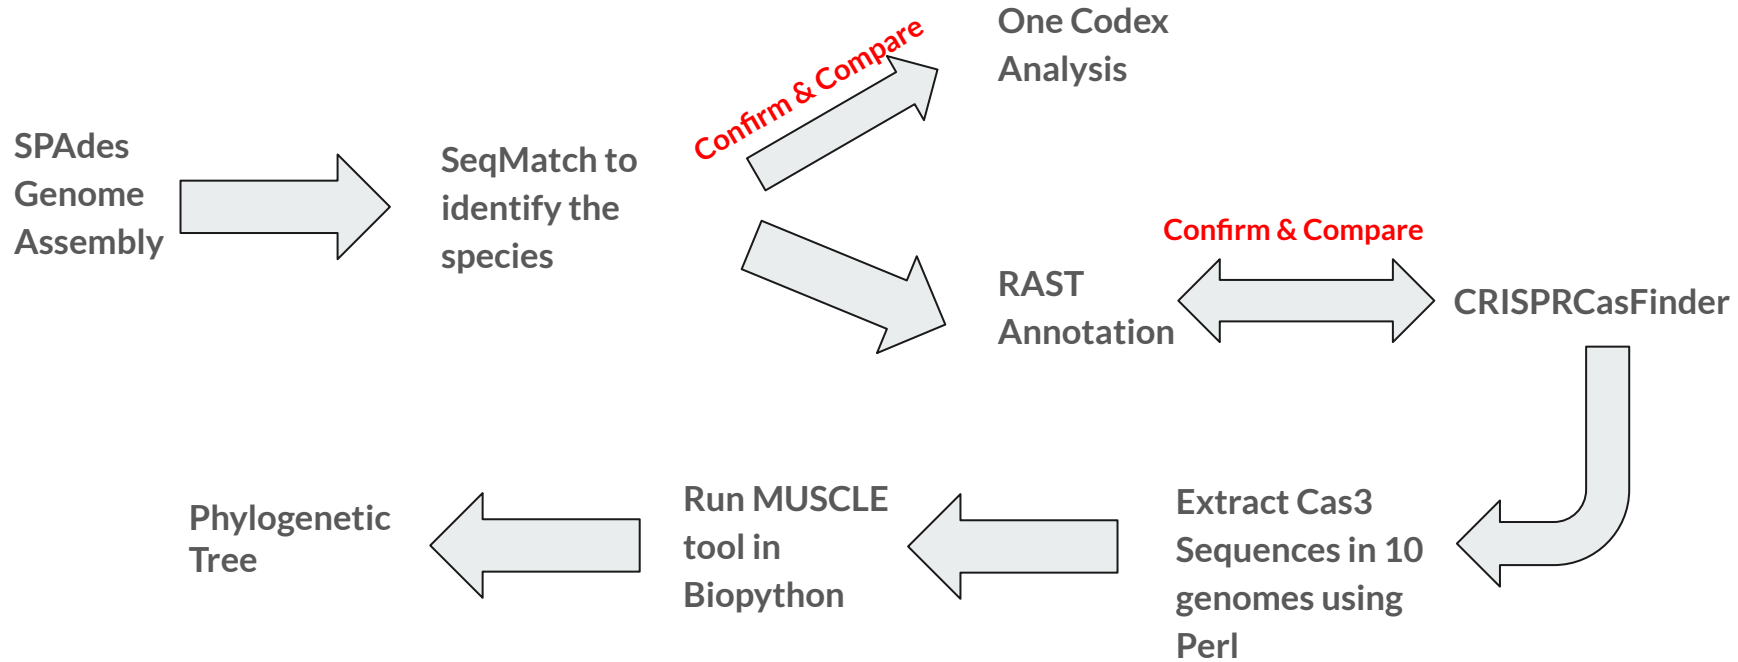 SPAdes
Genome
Assembly
SeqMatch to
identify the
species
Confirm & Compare
One Codex
Analysis
RAST
Annotation
Confirm & Compare
CRISPRCasFinder
Extract Cas3
Sequences in 10
genomes using
Perl
Run MUSCLE
tool in
Biopython
Phylogenetic
Tree